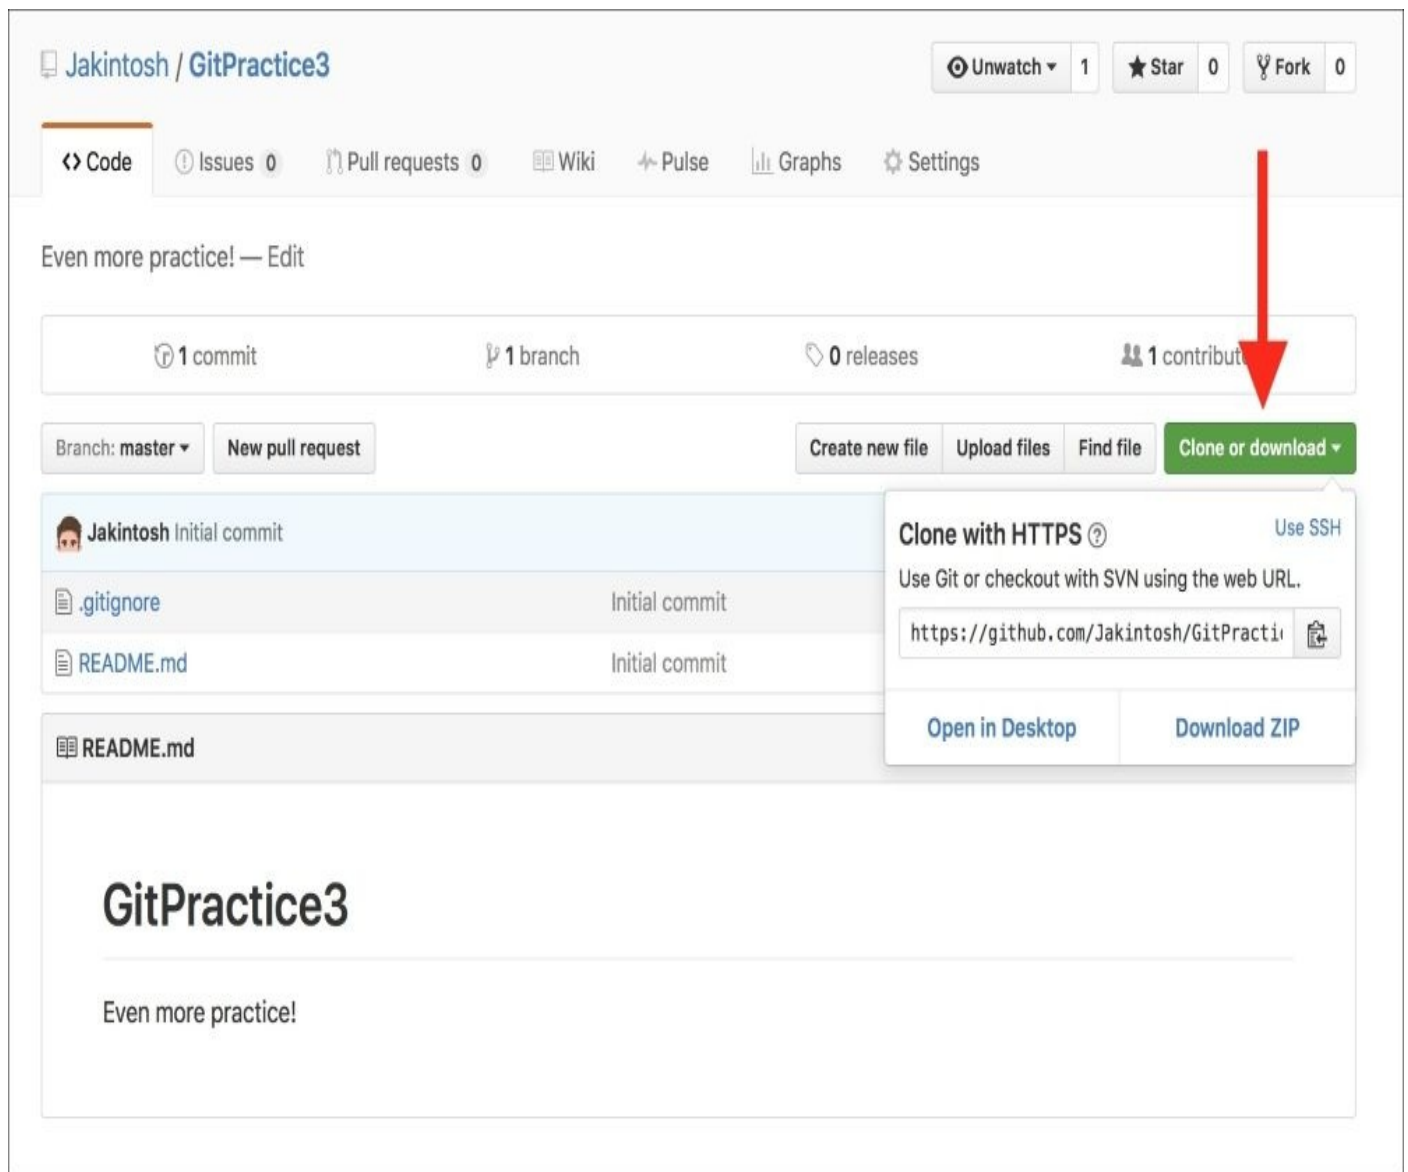 Jakintosh / GitPractice3
Unwatch 1 Star 0 Fork 0
Code Issues 0 Pull requests 0 Wiki Pulse Graphs Settings
Even more practice! — Edit
1 commit 1 branch 0 releases 1
Branch: master New pull request Create new file Upload files Find file Clone or download
Jakintosh Initial commit
.gitignore Initial commit
README.md Initial commit
Clone with HTTPS Use SSH
Use Git or checkout with SVN using the web URL.
https://github.com/Jakintosh/GitPracti
Open in Desktop Download ZIP
README.md
GitPractice3
Even more practice!